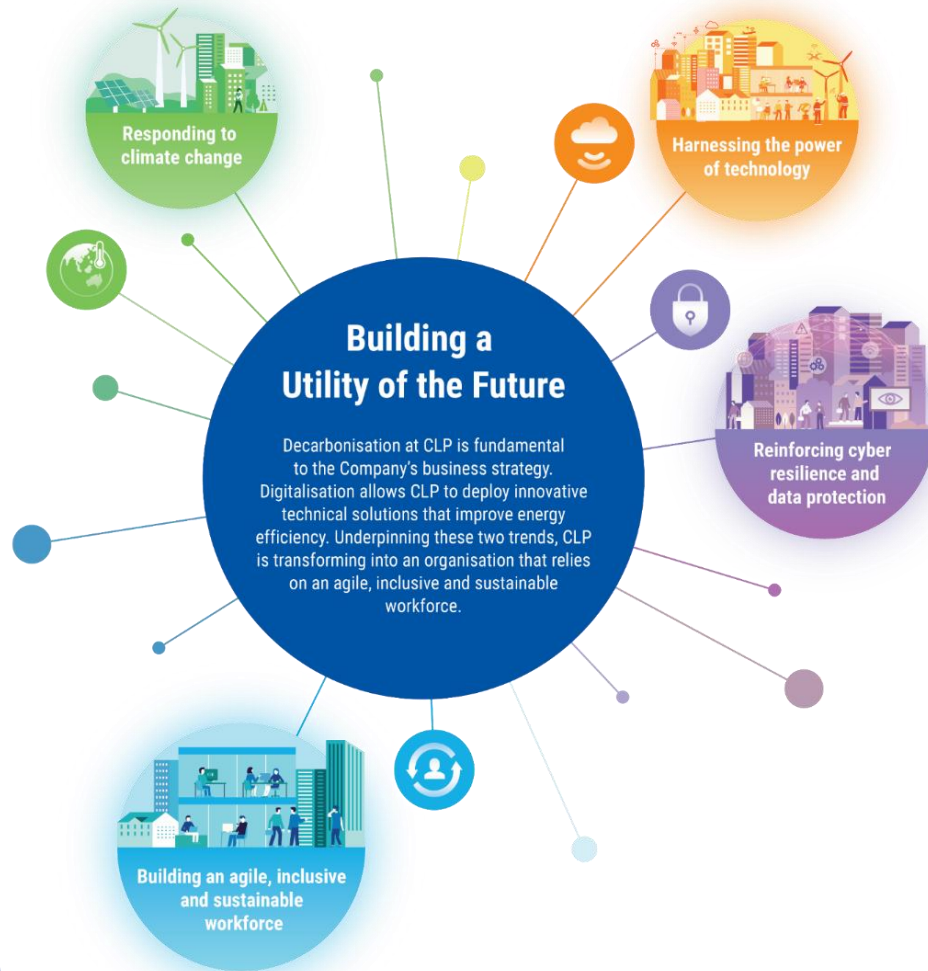 Responding to
climate change
Harnessing the power
of technology
Building a
Utility of the Future
Decarbonisation at CLP is fundamental
to the Company's business strategy.
Digitalisation allows CLP to deploy innovative
technical solutions that improve energy
efficiency. Underpinning these two trends, CLP
is transforming into an organisation that relies
on an agile, inclusive and sustainable
workforce.
Reinforcing cyber
resilience and
data protection
Building an agile, inclusive
and sustainable
workforce